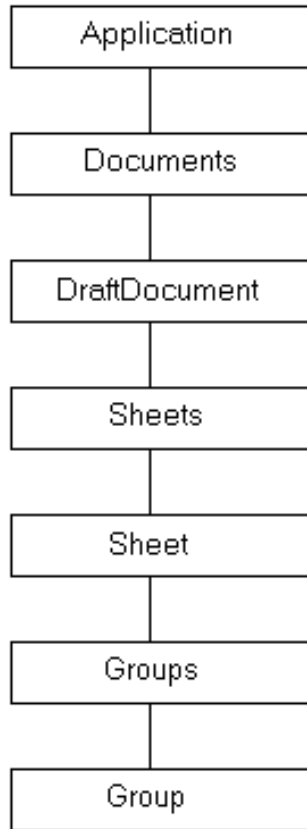 Application
Documents
DraftDocument
Sheets
Sheet
Groups
Group